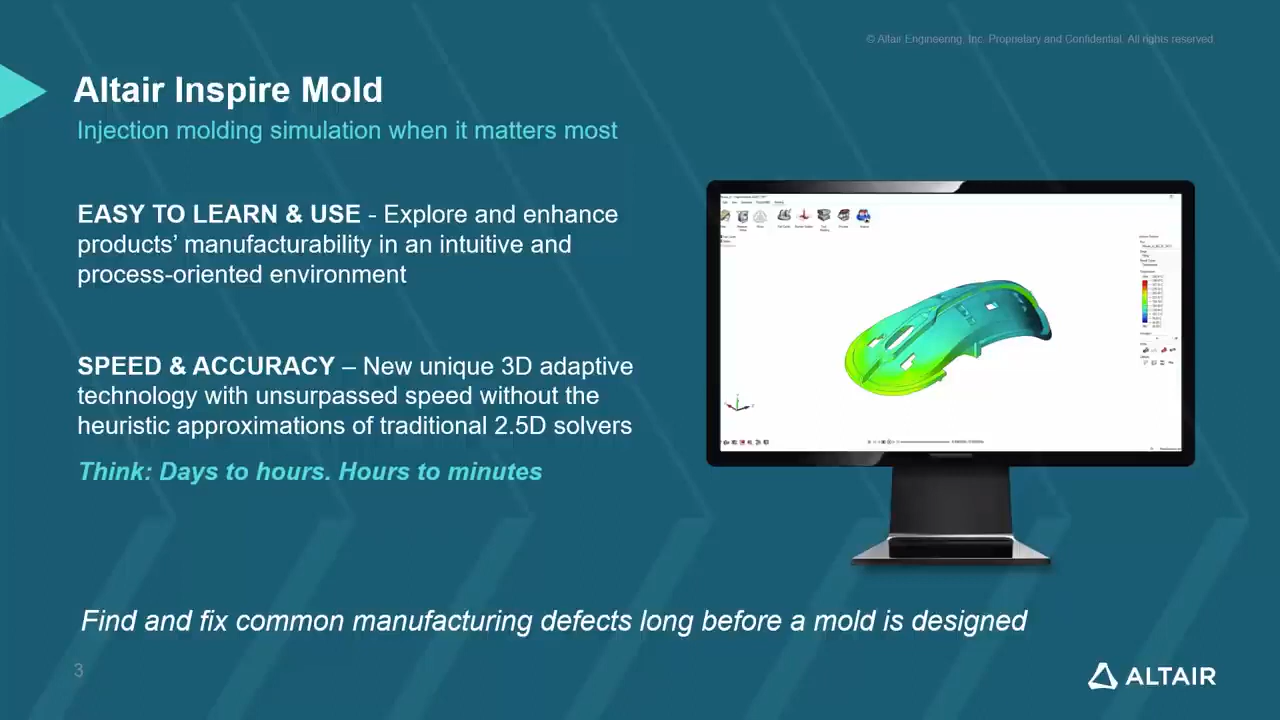 © Altair Engineering, Inc. Proprietary and Confidential. All rights reserved.
Altair Inspire Mold
Injection molding simulation when it matters most
EASY TO LEARN & USE - Explore and enhance
products’ manufacturability in an intuitive and
process-oriented environment
SPEED & ACCURACY – New unique 3D adaptive
technology with unsurpassed speed without the
heuristic approximations of traditional 2.5D solvers
Think: Days to hours. Hours to minutes
Find and fix common manufacturing defects long before a mold is designed
3
ALTAIR